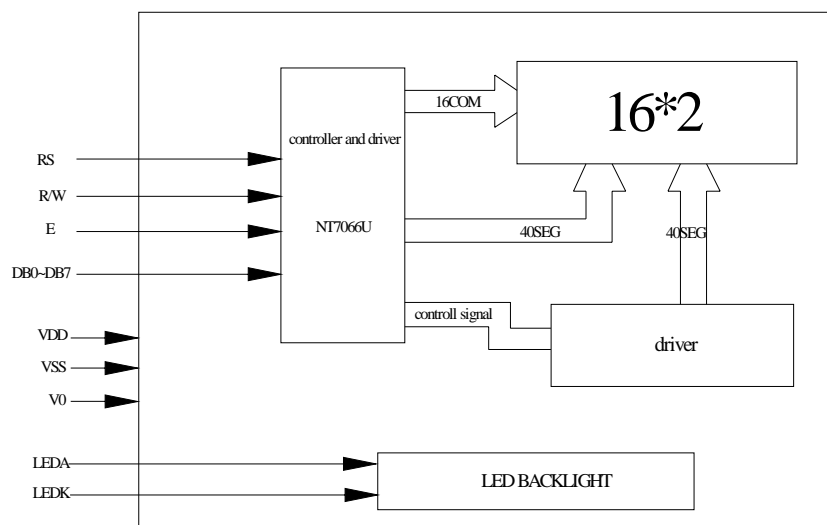 16COM
16*2
controller and driver
RS
R/W
NT7066U
E
40SEG
40SEG
DB0~DB7
controll signal
VDD
driver
VSS
V0
LEDA
LED BACKLIGHT
LEDK